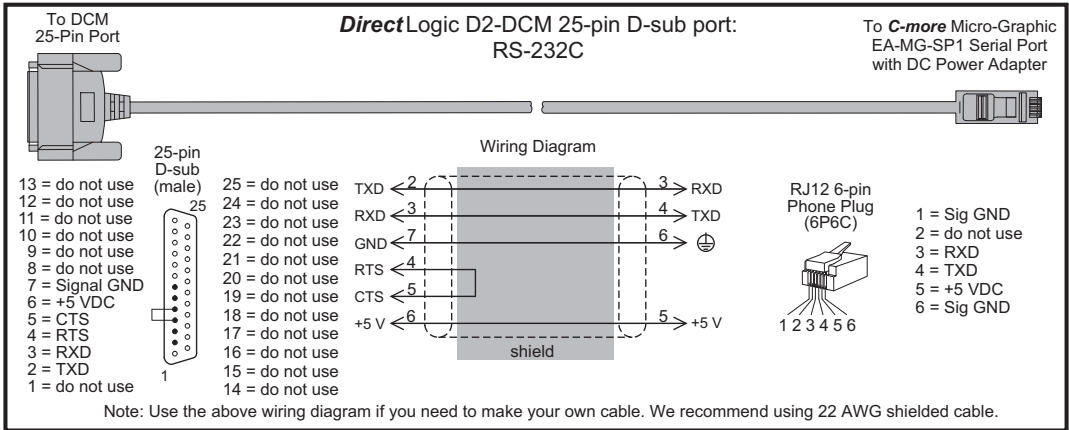 To DCM
25-Pin Port
DirectLogic D2-DCM 25-pin D-sub port:
RS-232C
To C-more Micro-Graphic
EA-MG-SP1 Serial Port
with DC Power Adapter
25-pin
D-sub
(male)
25
1
13 = do not use
12 = do not use
11 = do not use
10 = do not use
9 = do not use
8 = do not use
7 = Signal GND
6 = +5 VDC
5 = CTS
4 = RTS
3 = RXD
2 = TXD
1 = do not use
25 = do not use
24 = do not use
23 = do not use
22 = do not use
21 = do not use
20 = do not use
19 = do not use
18 = do not use
17 = do not use
16 = do not use
15 = do not use
14 = do not use
Wiring Diagram
TXD 2 3 RXD
RXD 3 4 TXD
GND 7 6
RTS 4
CTS 5
+5 V 6 5 +5 V
shield
RJ12 6-pin
Phone Plug
(6P6C)
1 2 3 4 5 6
1 = Sig GND
2 = do not use
3 = RXD
4 = TXD
5 = +5 VDC
6 = Sig GND
Note: Use the above wiring diagram if you need to make your own cable. We recommend using 22 AWG shielded cable.